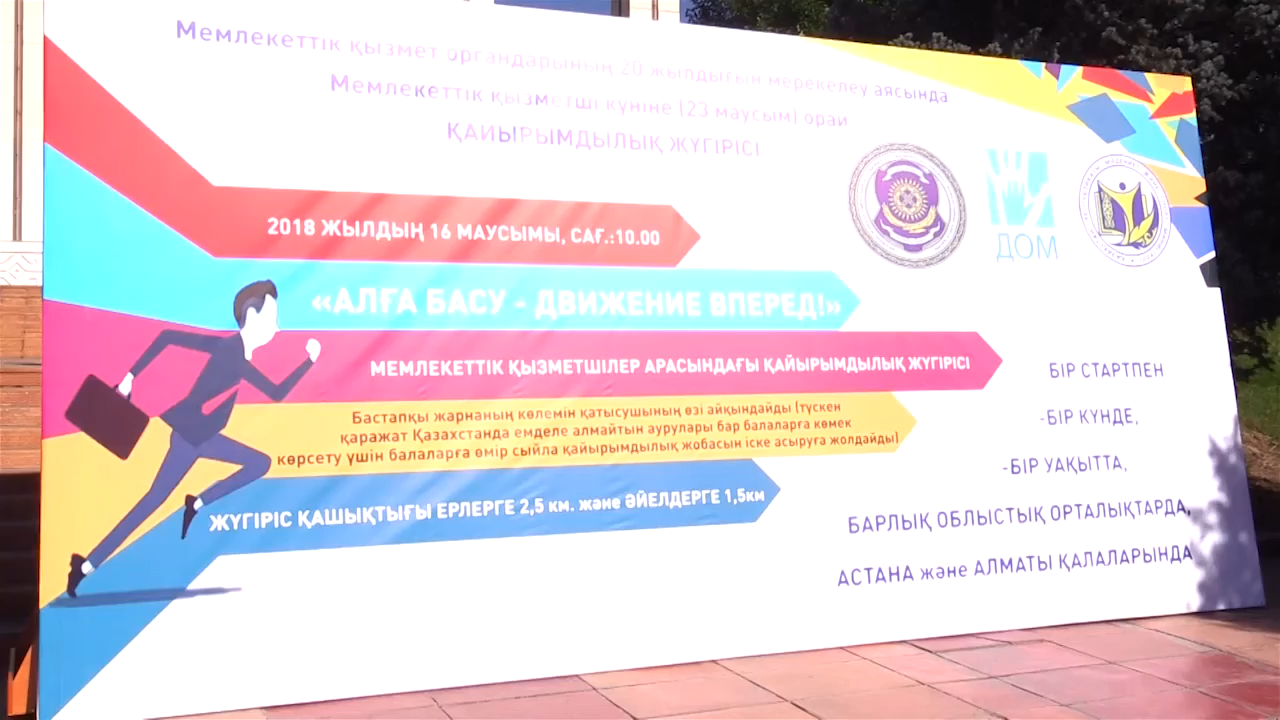 Мемлекеттік қызмет органдарының 20 жылдығын мерекелеу аясында
Мемлекеттік қызметші күніне (23 маусым) орай
ҚАЙЫРЫМДЫЛЫҚ ЖҮГІРІСІ
ДОМ
2018 ЖЫЛДЫҢ 16 МАУСЫМЫ, САҒ.:10.00
«АЛҒА БАСУ - ДВИЖЕНИЕ ВПЕРЕД!»
МЕМЛЕКЕТТІК ҚЫЗМЕТШІЛЕР АРАСЫНДАҒЫ ҚАЙЫРЫМДЫЛЫҚ ЖҮГІРІСІ
Бастапқы жарнаның көлемін қатысушының өзі айқындайды (түскен
қаражат Қазахстанда емделе алмайтын аурулары бар балаларға көмек
көрсету үшін балаларға өмір сыйла қайырымдылық жобасын іске асыруға жолдайды)
ЖҮГІРІС ҚАШЫҚТЫҒЫ ЕРЛЕРГЕ 2,5 км. және ӘЙЕЛДЕРГЕ 1,5км
БІР СТАРТПЕН
-БІР КҮНДЕ,
-БІР УАҚЫТТА,
БАРЛЫҚ ОБЛЫСТЫҚ ОРТАЛЫҚТАРДА,
АСТАНА және АЛМАТЫ ҚАЛАЛАРЫНДА